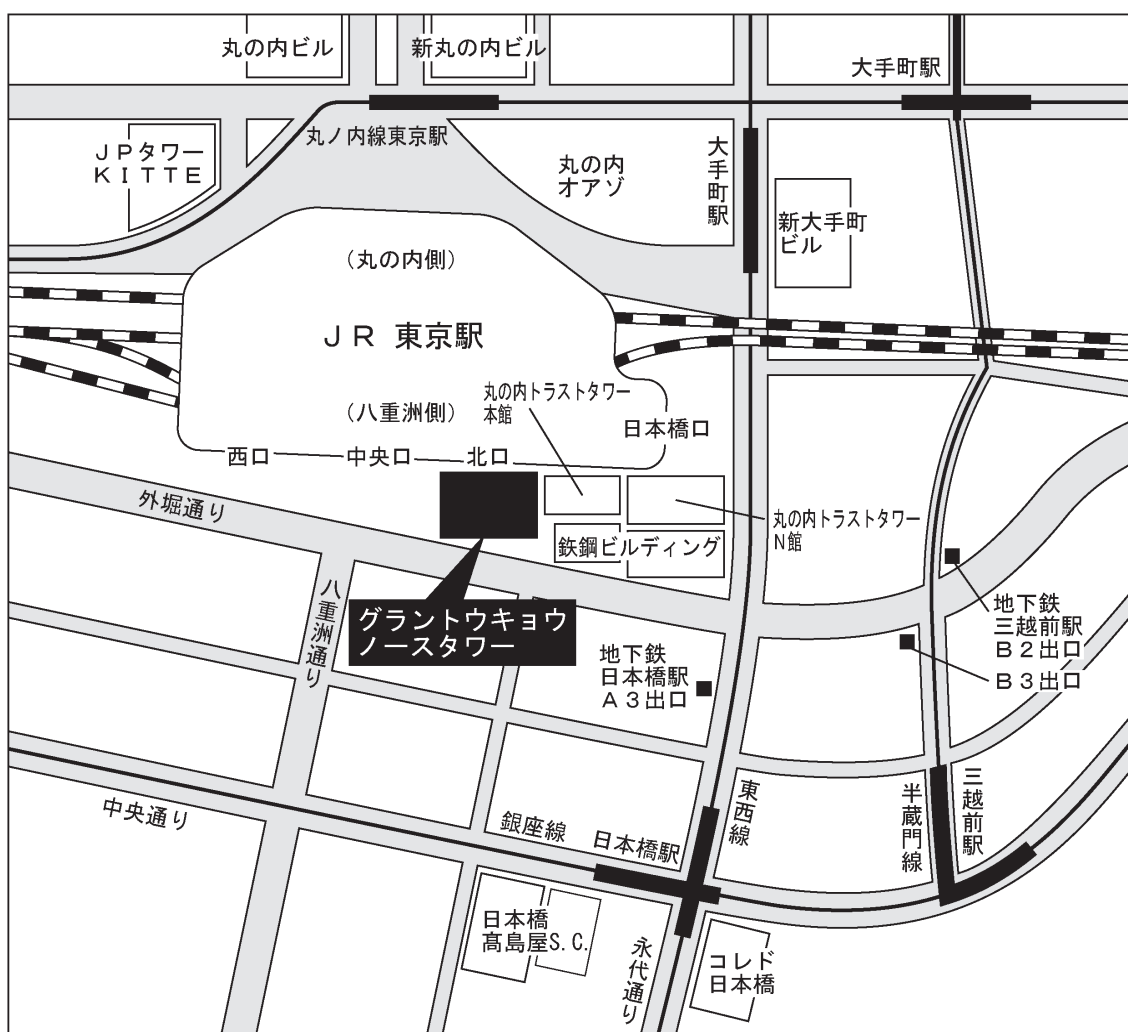 丸の内ビル
新丸の内ビル
大手町駅
JPタワー
KITTE
丸ノ内線東京駅
丸の内
オアゾ
大手町駅
新大手町
ビル
（丸の内側）
JR 東京駅
（八重洲側）
丸の内トラストタワー
本館
日本橋口
西口
中央口
北口
外堀通り
丸の内トラストタワー
N館
鉄鋼ビルディング
八重洲通り
グラントウキョウ
ノースタワー
地下鉄
三越前駅
B2出口
B3出口
地下鉄
日本橋駅
A3出口
中央通り
銀座線
日本橋駅
東西線
半蔵門線
三越前駅
日本橋
髙島屋S.C.
永代通り
コレド
日本橋